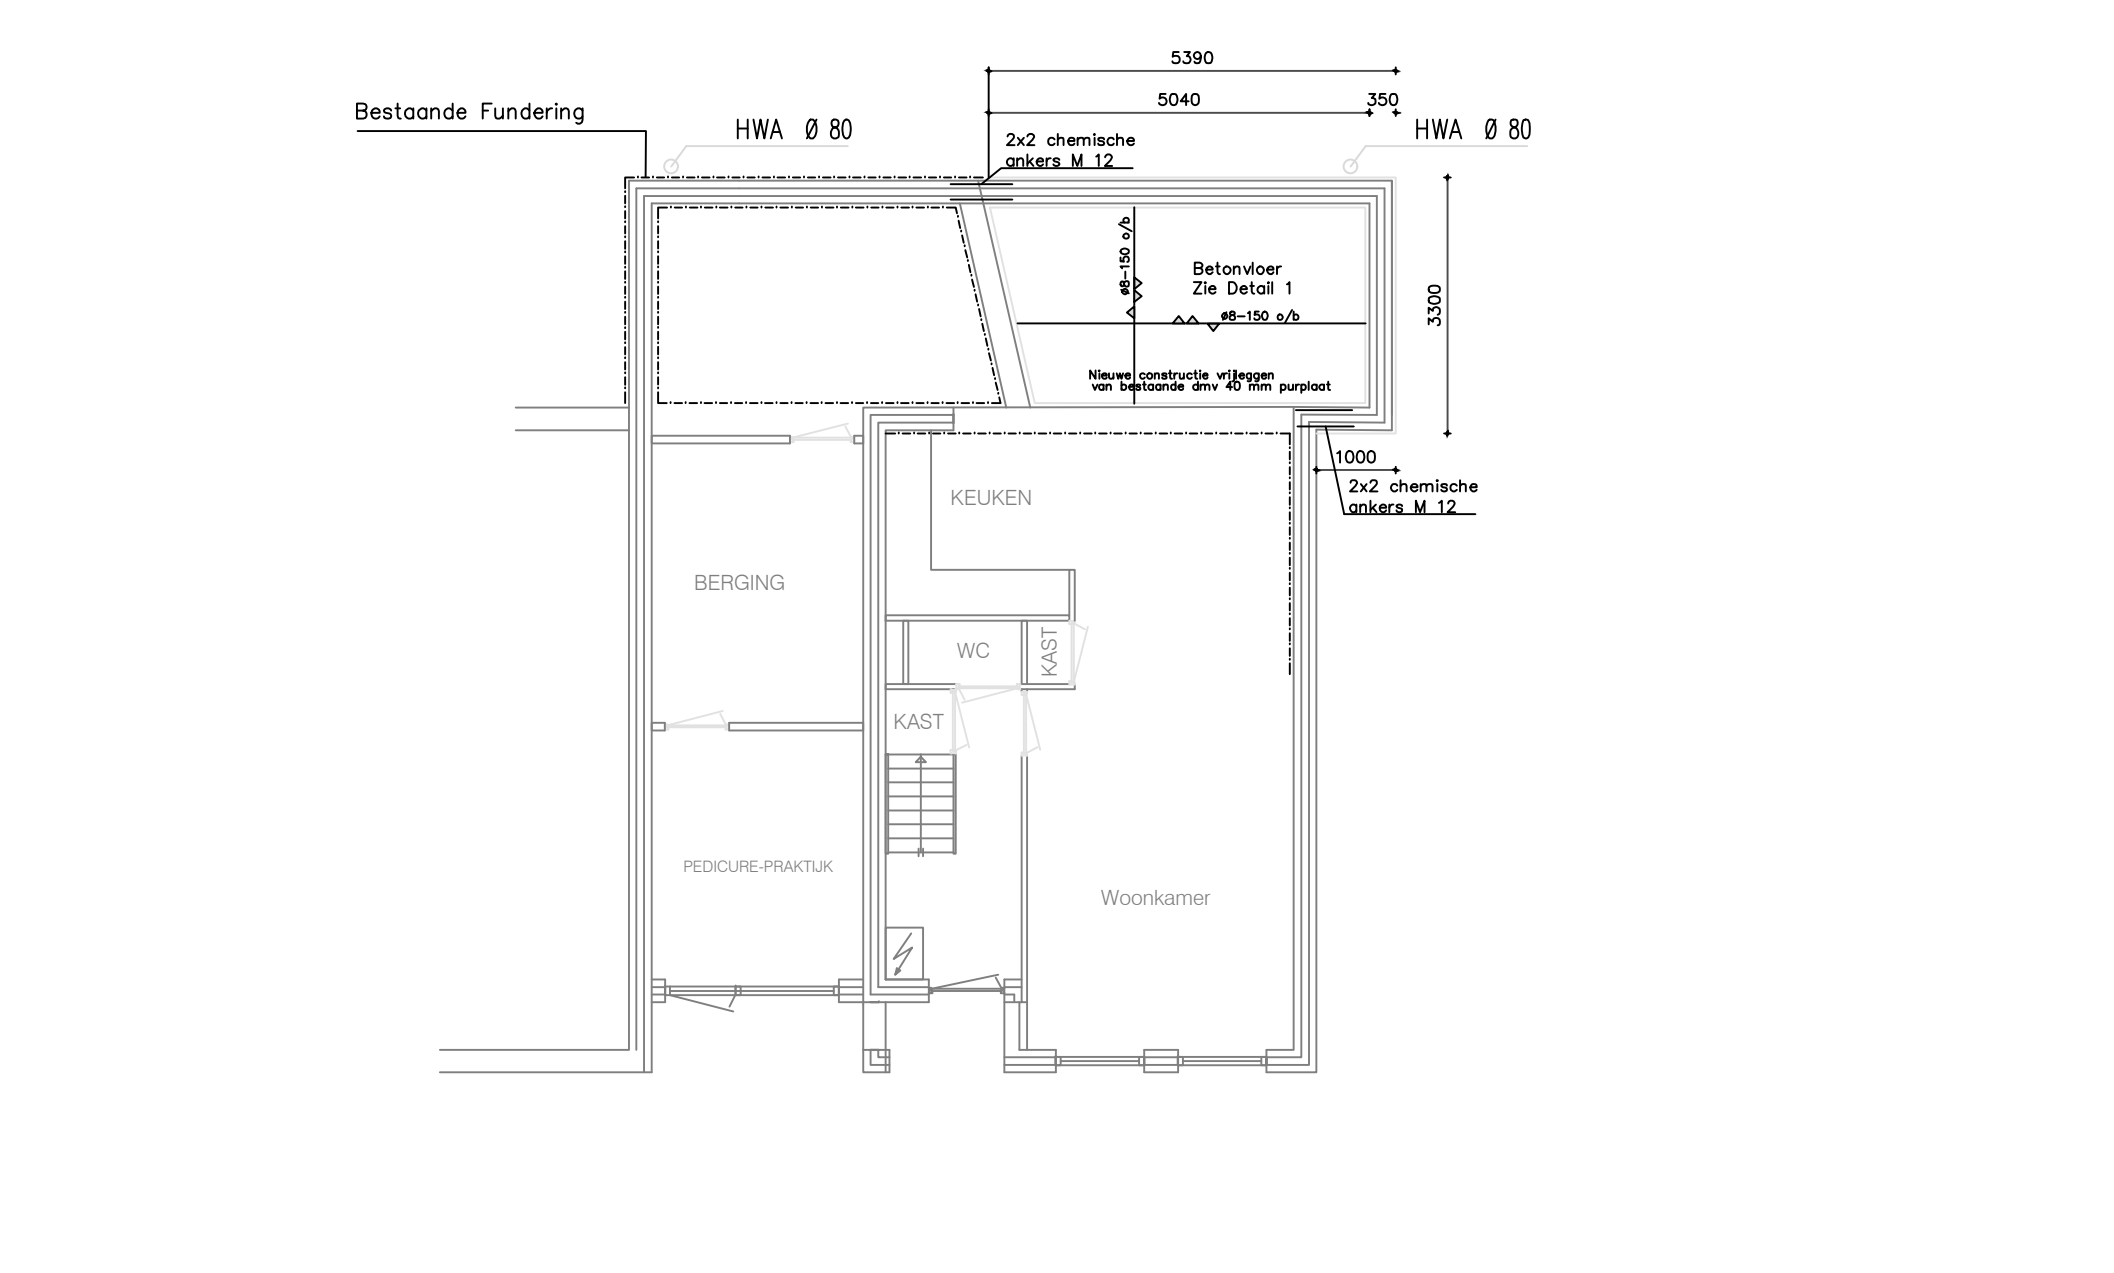 5390
5040
350
Bestaande Fundering
HWA Ø 80
HWA Ø 80
2x2 chemische
ankers M 12
ø8-150 o/b
Betonvloer
Zie Detail 1
ø8-150 o/b
3300
Nieuwe constructie vrijleggen
van bestaande dmv 40 mm purplaat
1000
2x2 chemische
ankers M 12
KEUKEN
BERGING
WC
KAST
KAST
PEDICURE-PRAKTIJK
Woonkamer